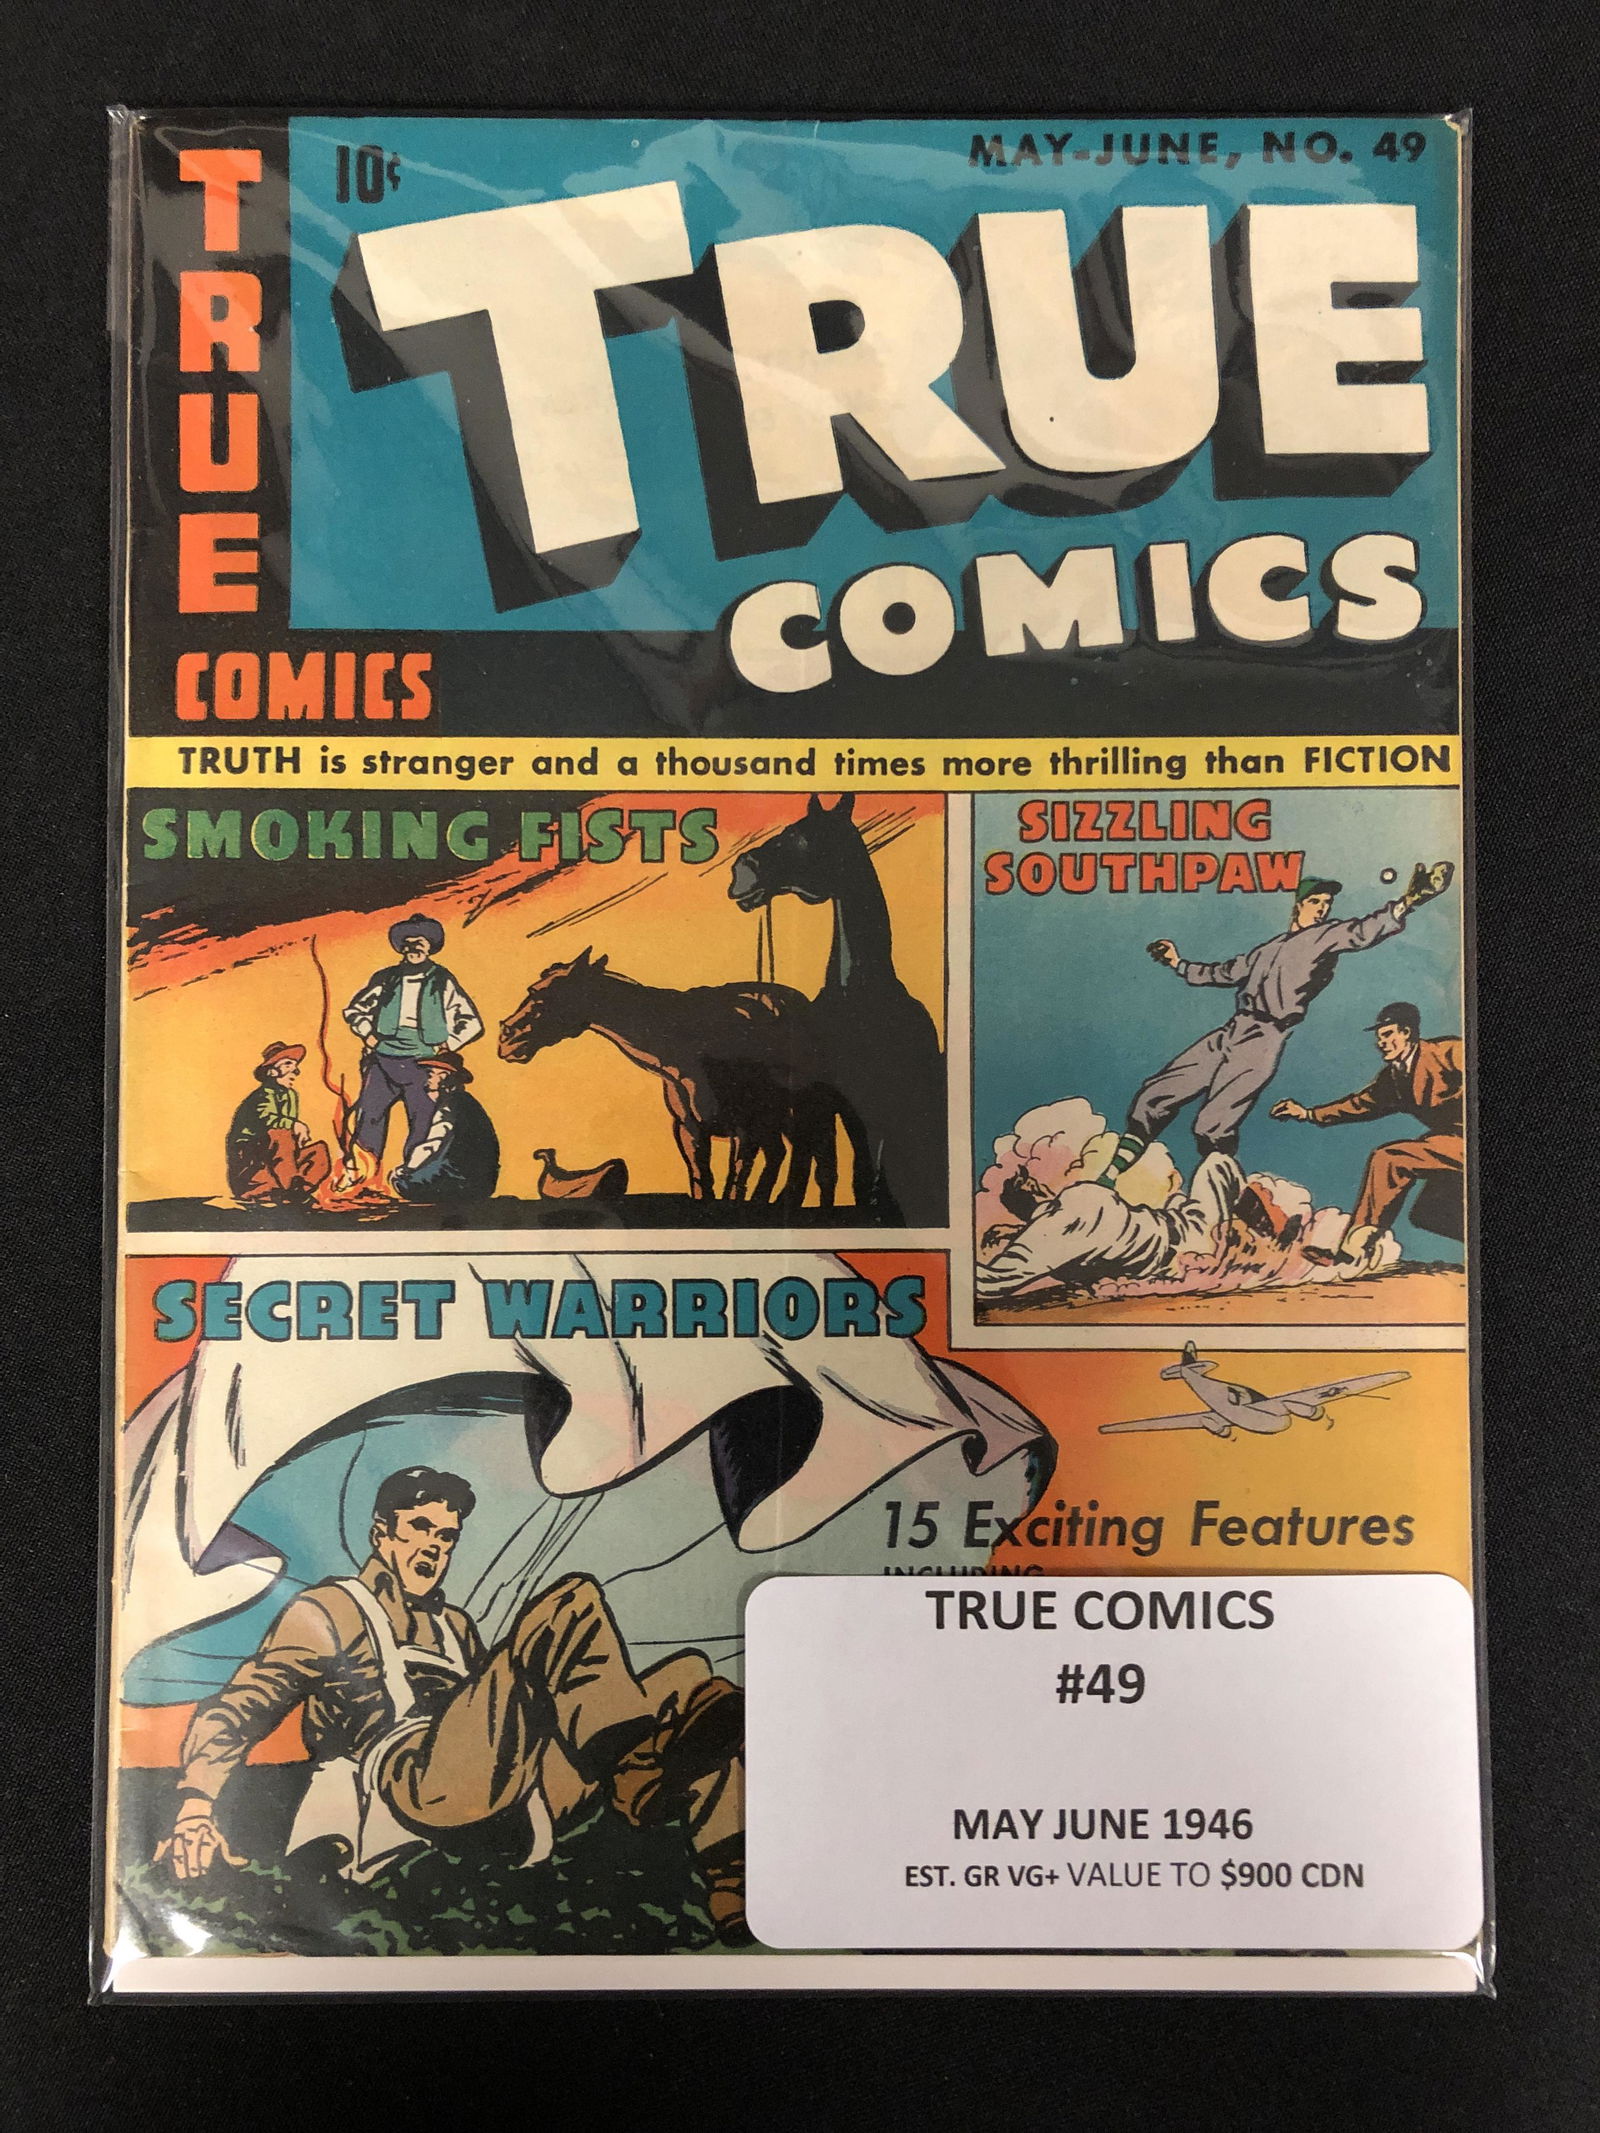 10¢
MAY-JUNE, NO. 49
TRUE
COMICS
TRUE
COMICS
TRUTH is stranger and a thousand times more thrilling than FICTION
SMOKING FISTS
SIZZLING
SOUTHPAW
SECRET WARRIORS
15 Exciting Features
INCLUDING
TRUE COMICS
#49
MAY JUNE 1946
EST. GR VG+ VALUE TO $900 CDN